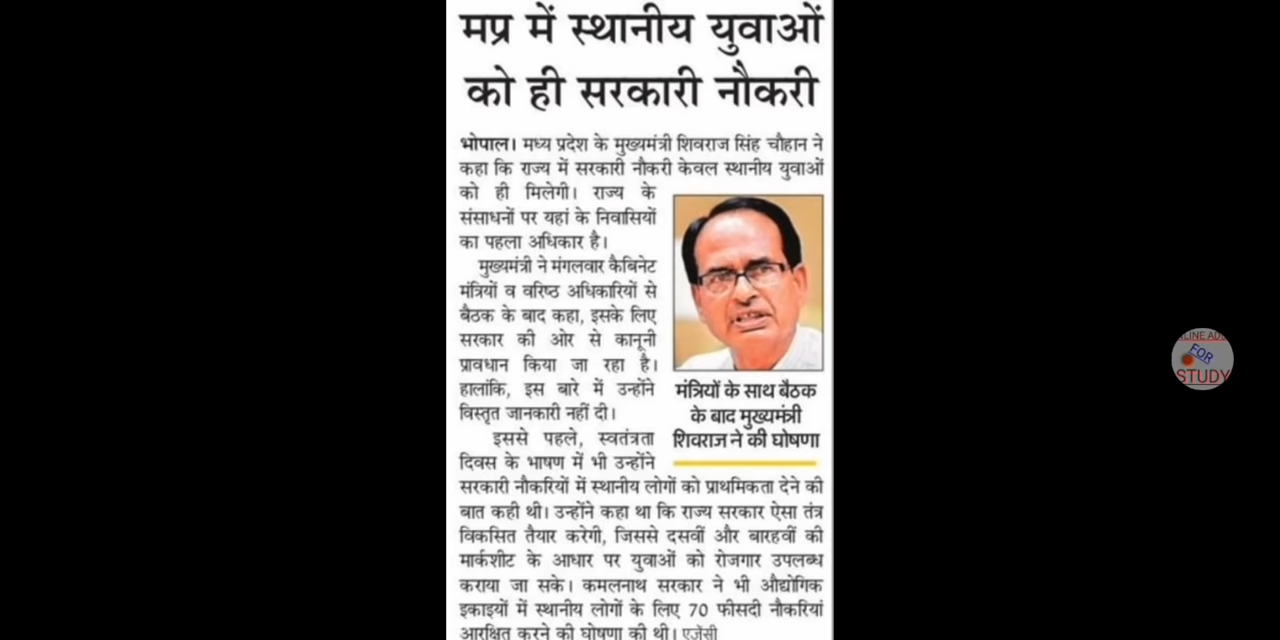 मप्र में स्थानीय युवाओं
को ही सरकारी नौकरी
भोपाल। मध्य प्रदेश के मुख्यमंत्री शिवराज सिंह चौहान ने
कहा कि राज्य में सरकारी नौकरी केवल स्थानीय युवाओं
को ही मिलेगी। राज्य के
संसाधनों पर यहां के निवासियों
का पहला अधिकार है।
मुख्यमंत्री ने मंगलवार कैबिनेट
मंत्रियों व वरिष्ठ अधिकारियों से
बैठक के बाद कहा, इसके लिए
सरकार की ओर से कानूनी
प्रावधान किया जा रहा है।
हालांकि, इस बारे में उन्होंने
विस्तृत जानकारी नहीं दी।
इससे पहले, स्वतंत्रता
दिवस के भाषण में भी उन्होंने
मंत्रियों के साथ बैठक
के बाद मुख्यमंत्री
शिवराज ने की घोषणा
सरकारी नौकरियों में स्थानीय लोगों को प्राथमिकता देने की
बात कही थी। उन्होंने कहा था कि राज्य सरकार ऐसा तंत्र
विकसित तैयार करेगी, जिससे दसवीं और बारहवीं की
मार्कशीट के आधार पर युवाओं को रोजगार उपलब्ध
कराया जा सके। कमलनाथ सरकार ने भी औद्योगिक
इकाइयों में स्थानीय लोगों के लिए 70 फीसदी नौकरियां
आरक्षित करने की घोषणा की थी। एजेंसी
FOR
STUDY